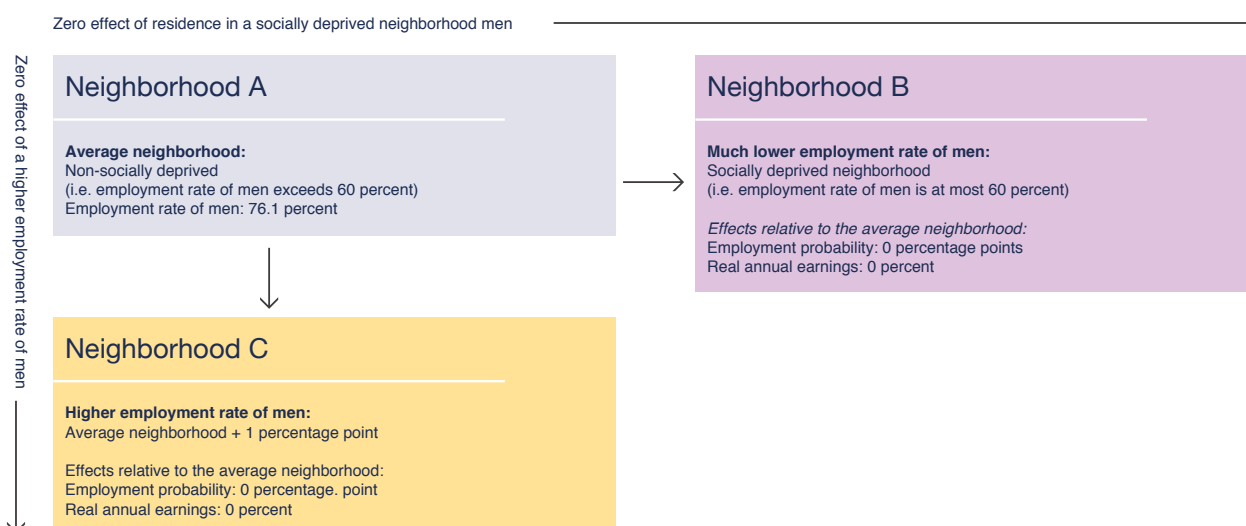 Zero effect of residence in a socially deprived neighborhood men
Zero effect of a higher employment rate of men
Neighborhood A
Average neighborhood:
Non-socially deprived
(i.e. employment rate of men exceeds 60 percent)
Employment rate of men: 76.1 percent
Neighborhood B
Much lower employment rate of men:
Socially deprived neighborhood
(i.e. employment rate of men is at most 60 percent)
Effects relative to the average neighborhood:
Employment probability: 0 percentage points
Real annual earnings: 0 percent
Neighborhood C
Higher employment rate of men:
Average neighborhood + 1 percentage point
Effects relative to the average neighborhood:
Employment probability: 0 percentage. point
Real annual earnings: 0 percent